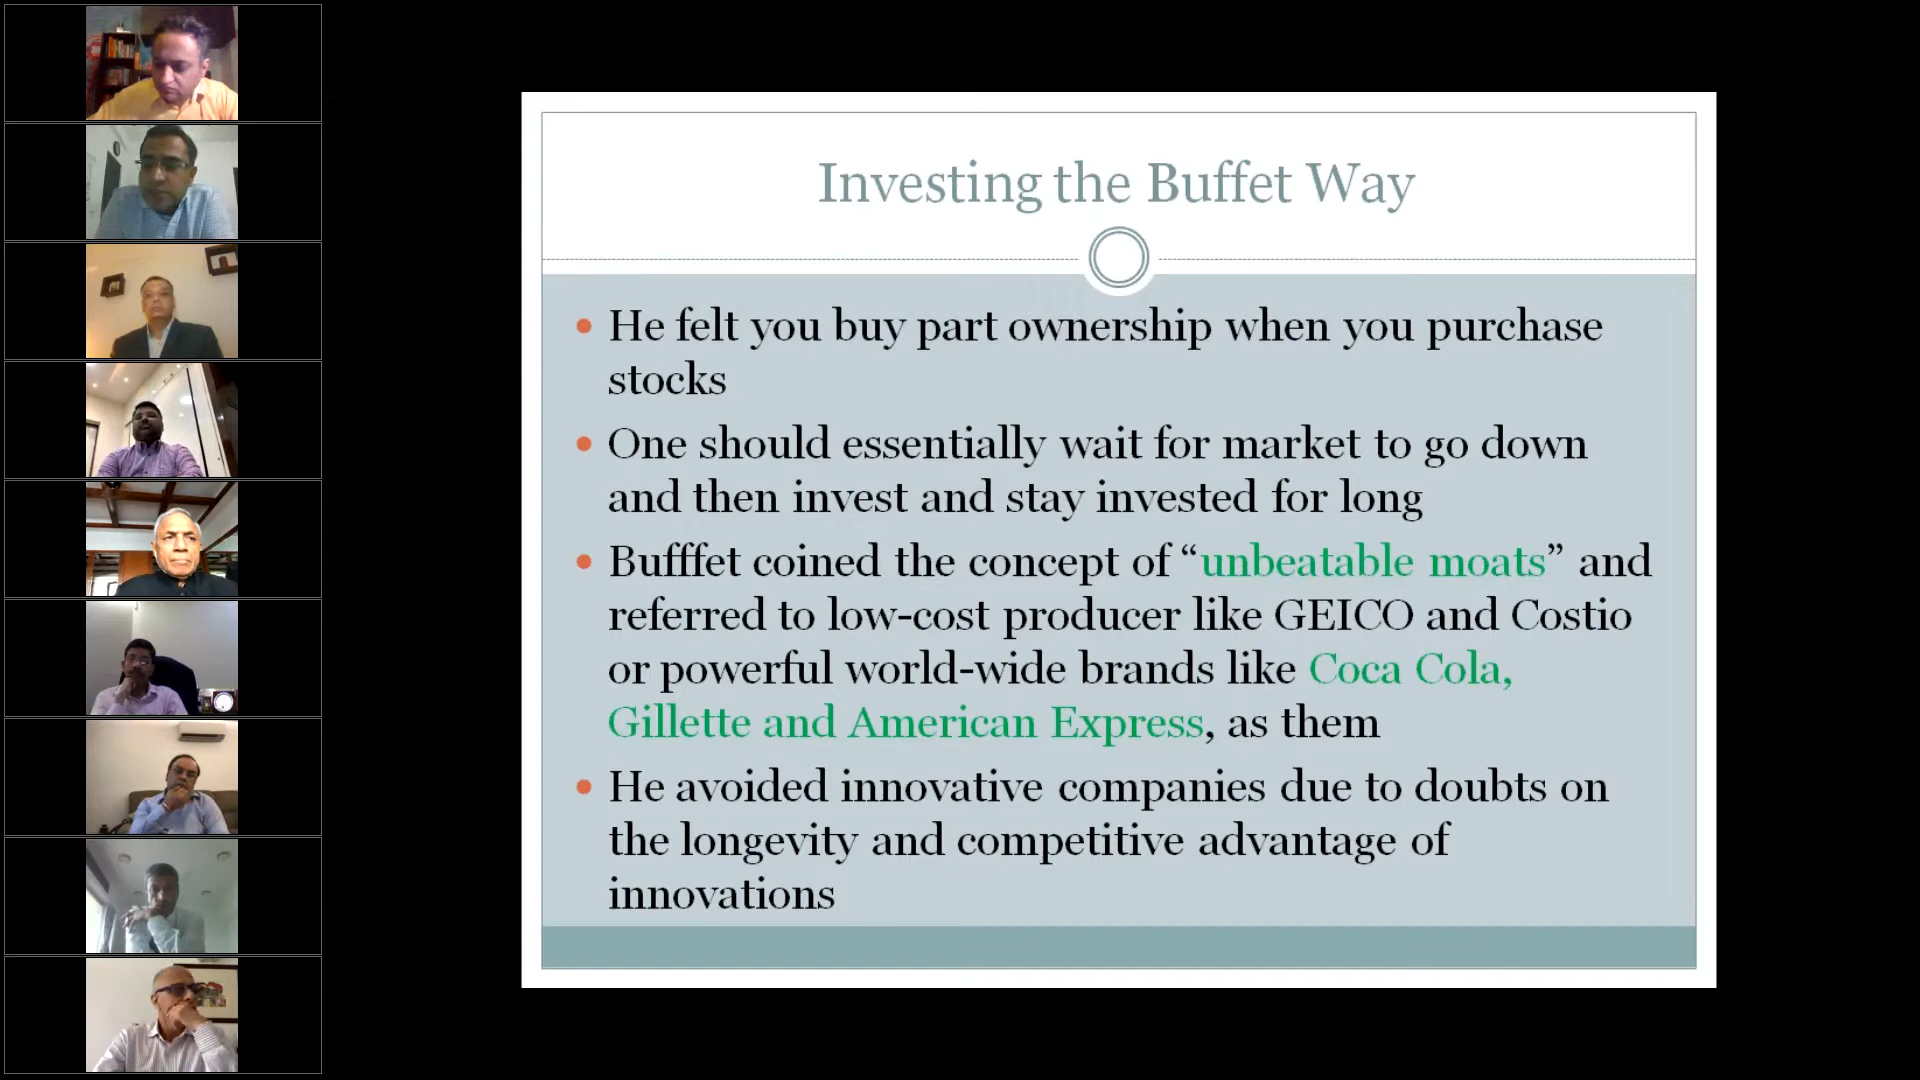 Investing the Buffet Way
He felt you buy part ownership when you purchase
stocks
One should essentially wait for market to go down
and then invest and stay invested for long
Bufffet coined the concept of “unbeatable moats” and
referred to low-cost producer like GEICO and Costio
or powerful world-wide brands like Coca Cola,
Gillette and American Express, as them
He avoided innovative companies due to doubts on
the longevity and competitive advantage of
innovations